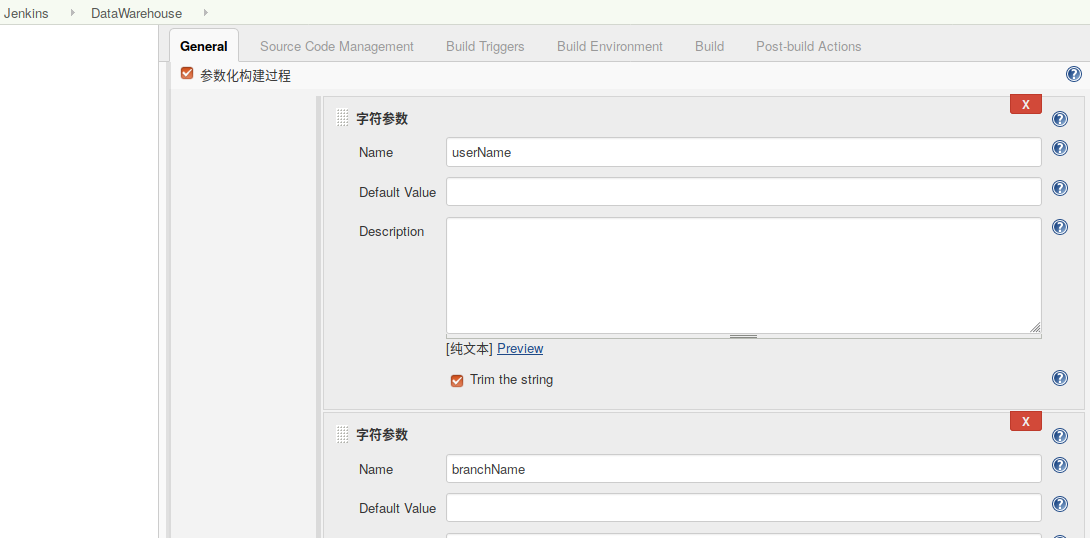 Jenkins DataWarehouse
General Source Code Management Build Triggers Build Environment Build Post-build Actions
参数化构建过程
X
字符参数
Name userName
Default Value
Description
[纯文本] Preview
Trim the string
X
字符参数
Name branchName
Default Value